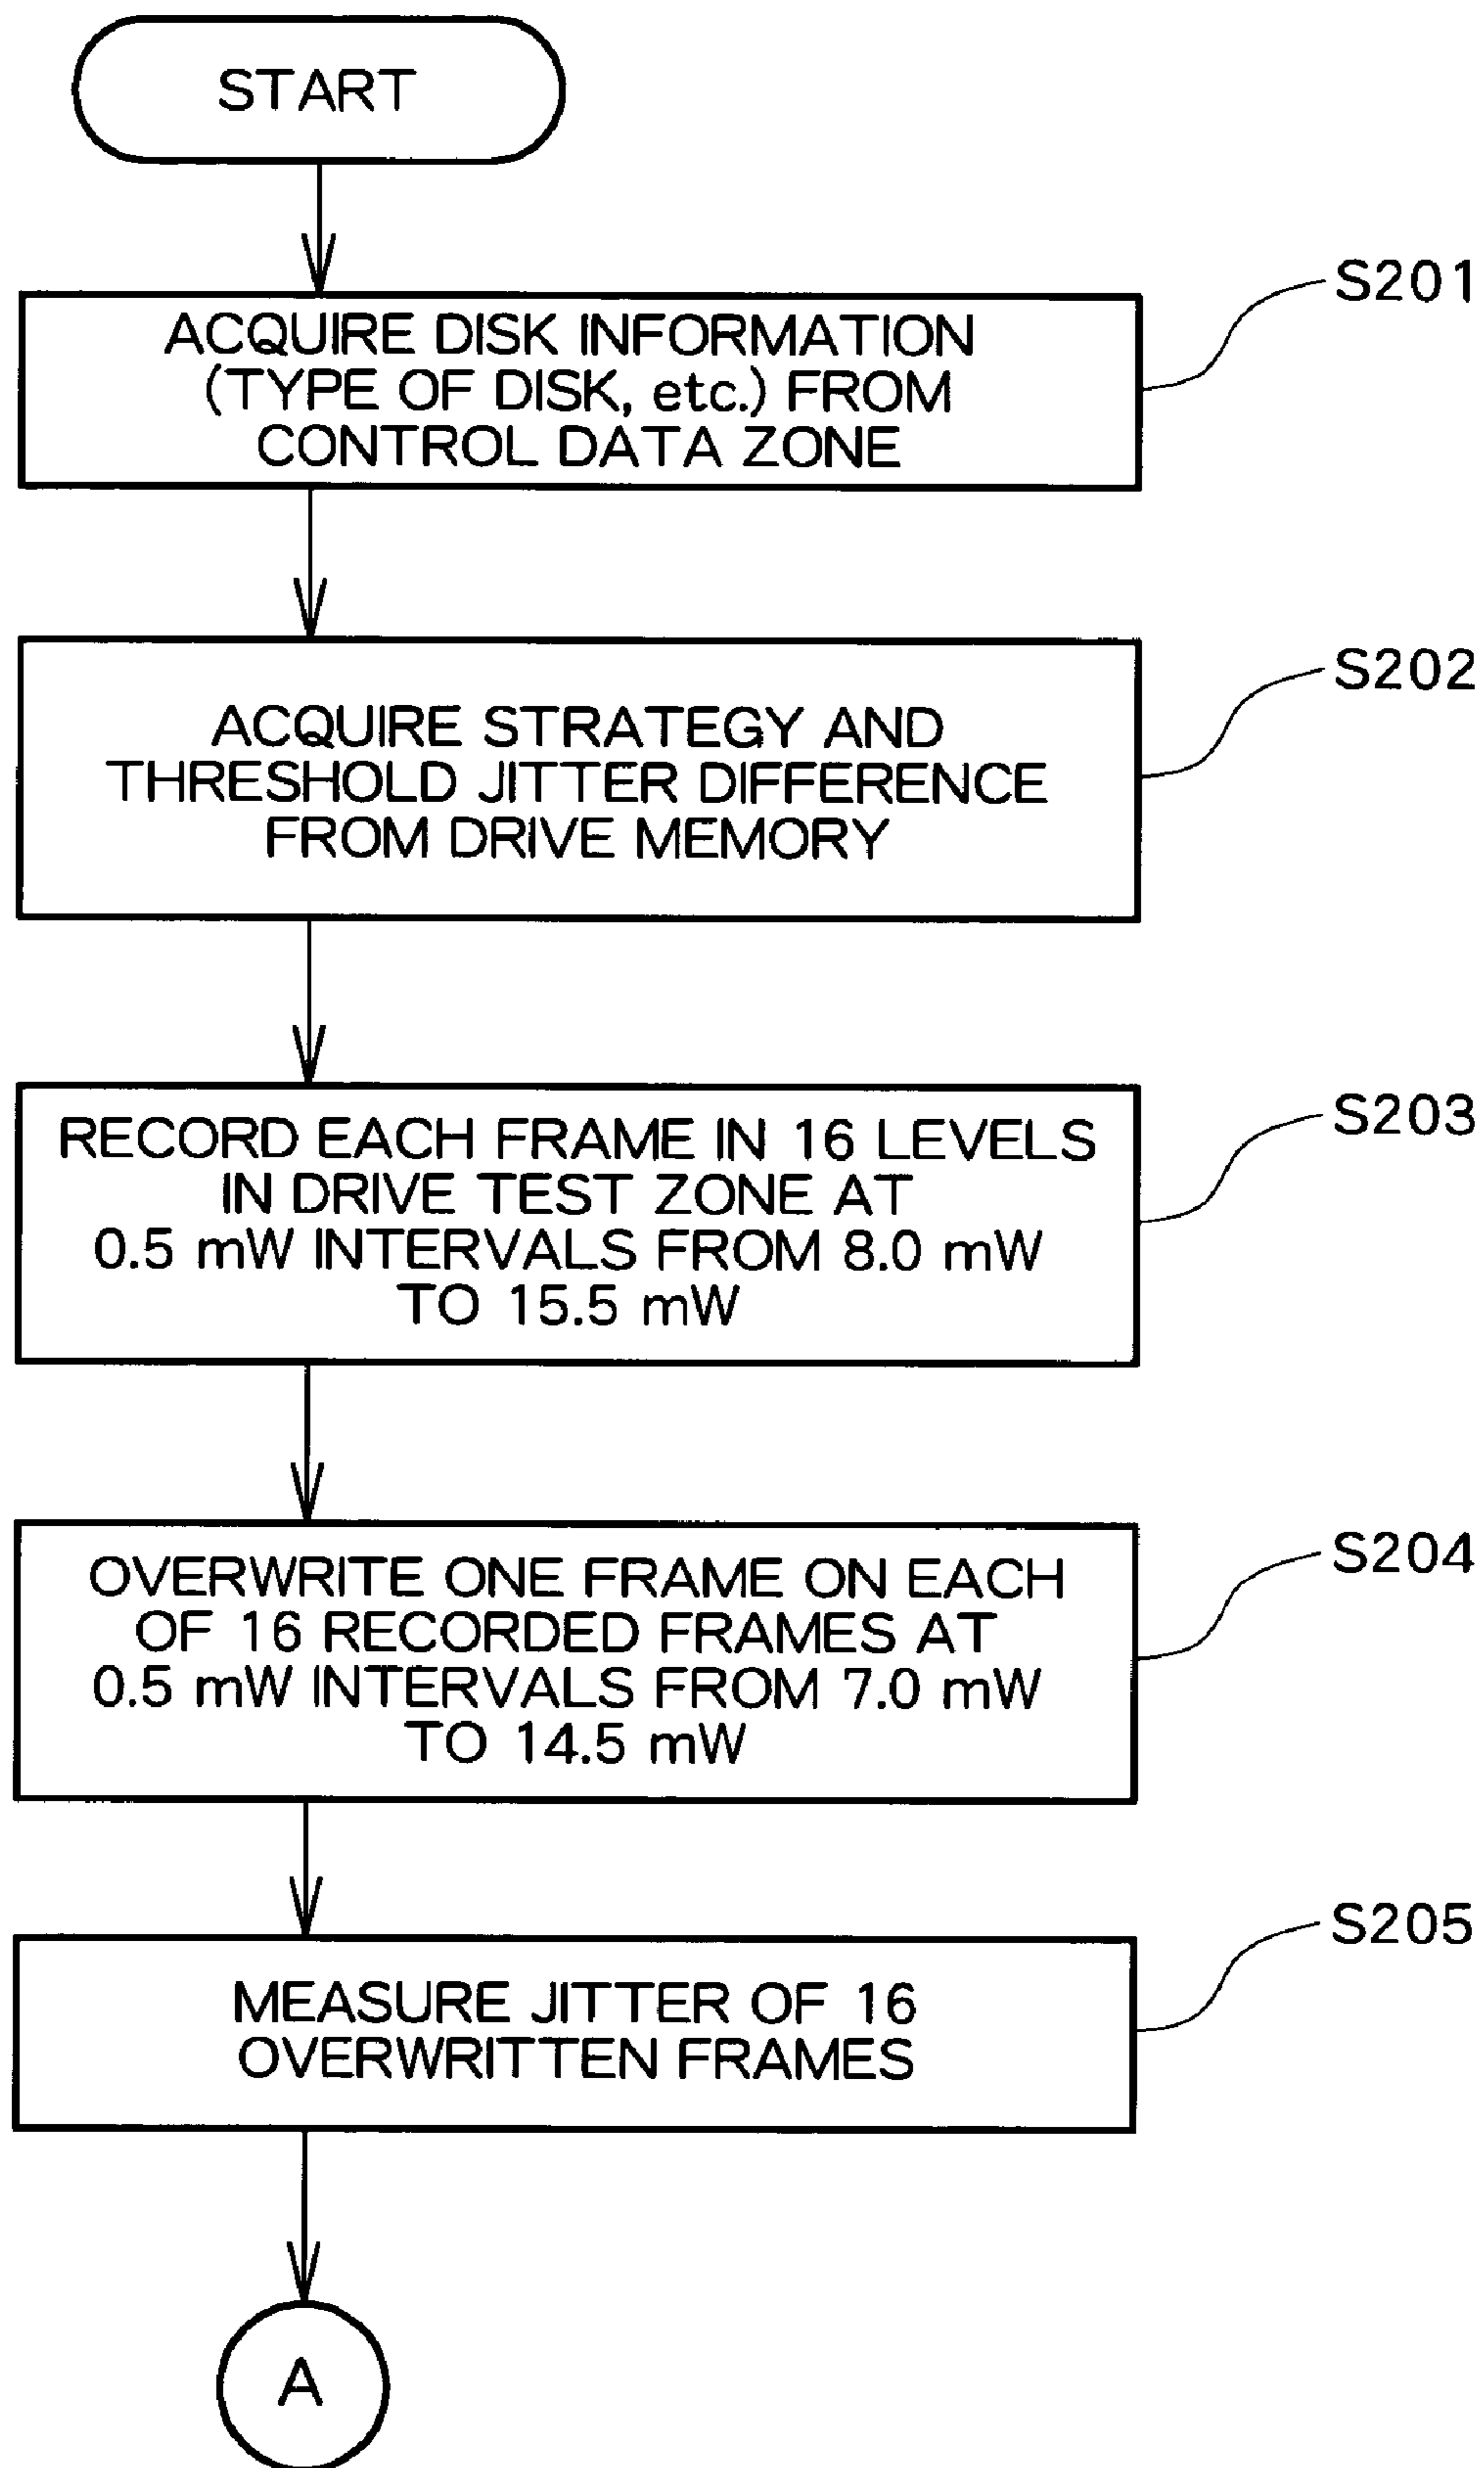 START
S201
ACQUIRE DISK INFORMATION
(TYPE OF DISK, etc.) FROM
CONTROL DATA ZONE
S202
ACQUIRE STRATEGY AND
THRESHOLD JITTER DIFFERENCE
FROM DRIVE MEMORY
S203
RECORD EACH FRAME IN 16 LEVELS
IN DRIVE TEST ZONE AT
0.5 mW INTERVALS FROM 8.0 mW
TO 15.5 mW
S204
OVERWRITE ONE FRAME ON EACH
OF 16 RECORDED FRAMES AT
0.5 mW INTERVALS FROM 7.0 mW
TO 14.5 mW
S205
MEASURE JITTER OF 16
OVERWRITTEN FRAMES
A